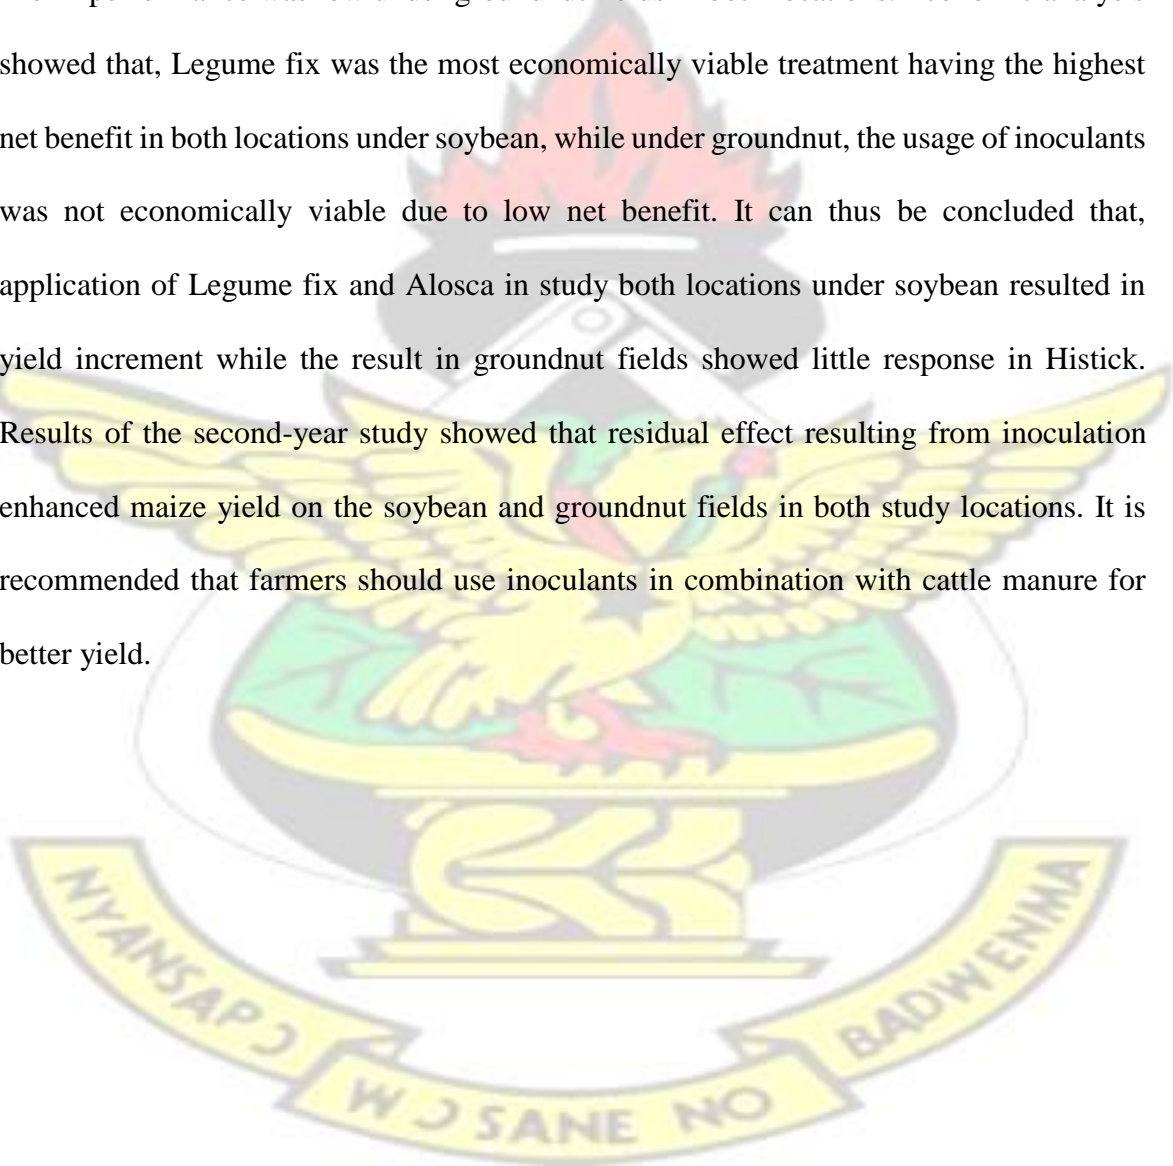 showed that, Legume fix was the most economically viable treatment having the highest
net benefit in both locations under soybean, while under groundnut, the usage of inoculants
was not economically viable due to low net benefit. It can thus be concluded that,
application of Legume fix and Alosca in study both locations under soybean resulted in
yield increment while the result in groundnut fields showed little response in Histick.
Results of the second-year study showed that residual effect resulting from inoculation
enhanced maize yield on the soybean and groundnut fields in both study locations. It is
recommended that farmers should use inoculants in combination with cattle manure for
better yield.
NYANSAPƆ
WƆSANE NO
BADWENMA